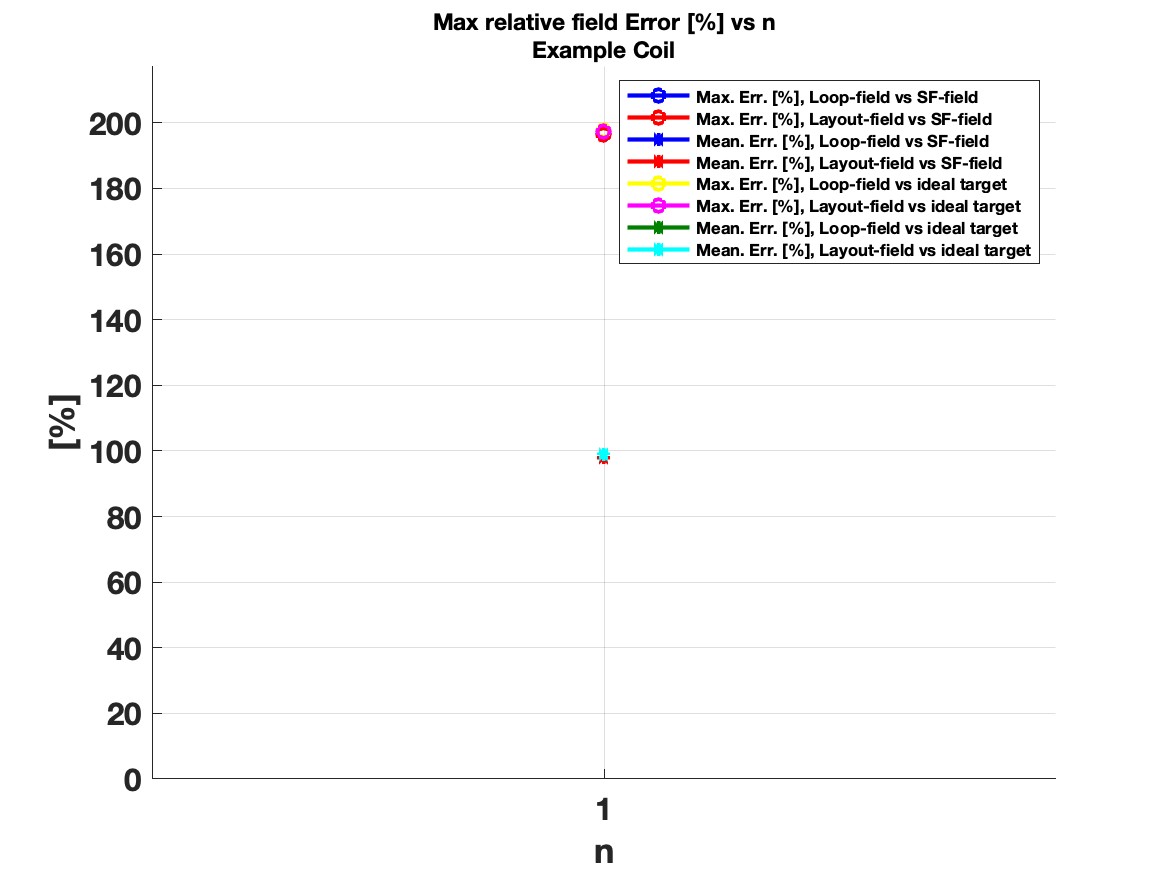 Max relative field Error [%] vs n
Example Coil
Max. Err. [%], Loop-field vs SF-field
Max. Err. [%], Layout-field vs SF-field
Mean. Err. [%], Loop-field vs SF-field
Mean. Err. [%], Layout-field vs SF-field
Max. Err. [%], Loop-field vs ideal target
Max. Err. [%], Layout-field vs ideal target
Mean. Err. [%], Loop-field vs ideal target
Mean. Err. [%], Layout-field vs ideal target
200
180
160
140
120
100
80
60
40
20
0
[%]
1
n